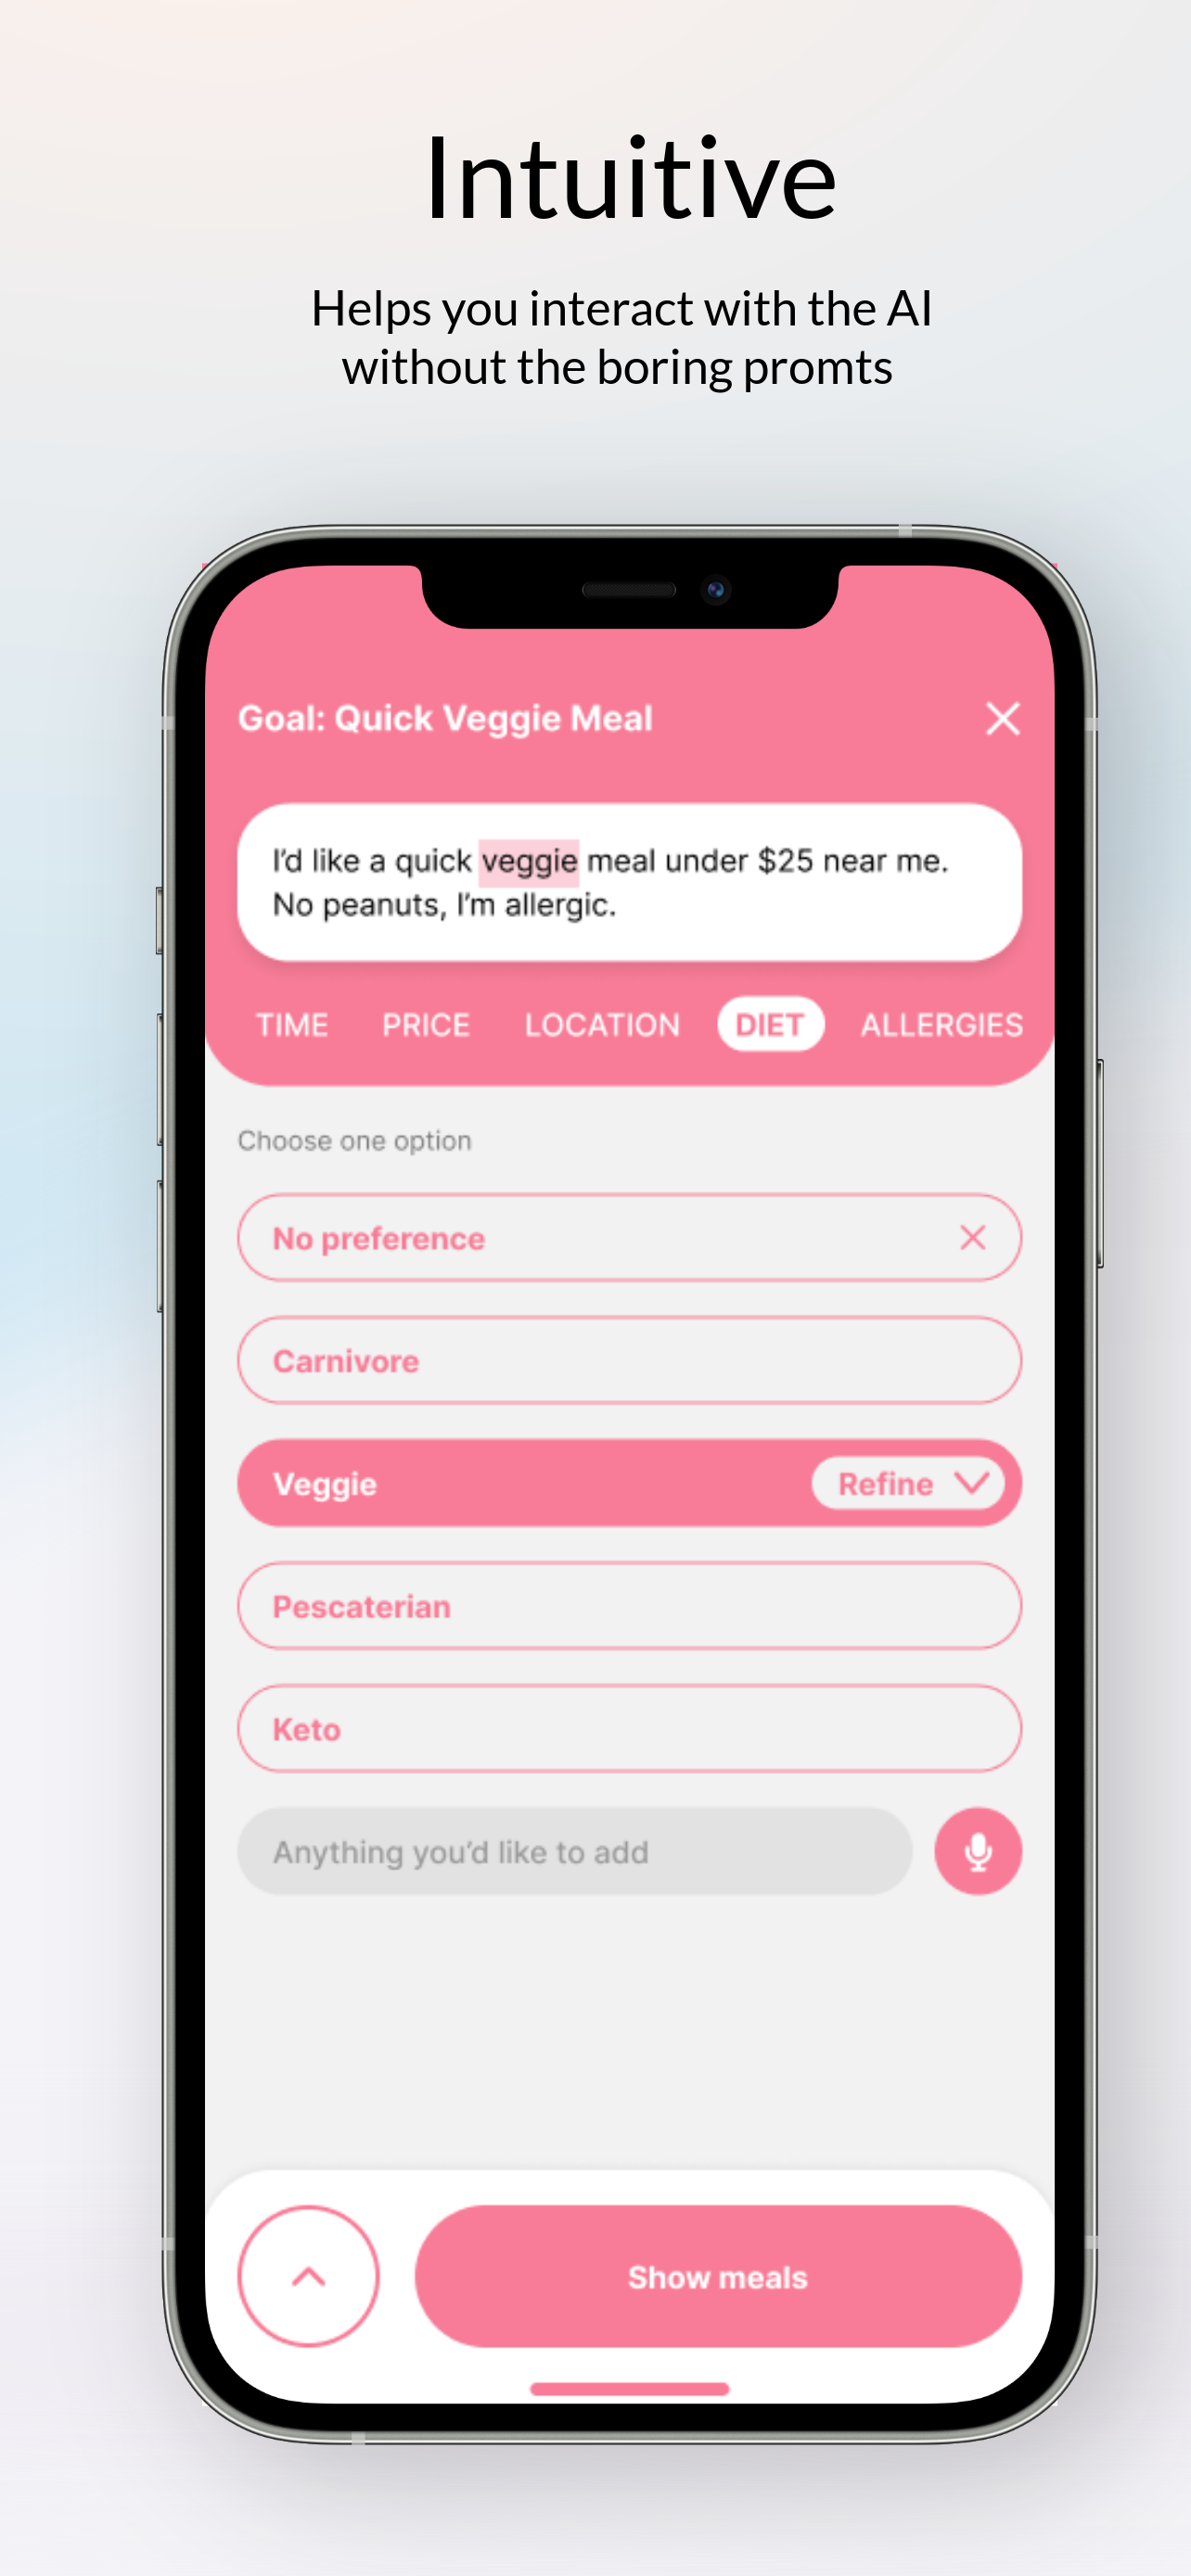 Intuitive
Helps you interact with the AI
without the boring promts
Goal: Quick Veggie Meal
I'd like a quick veggie meal under $25 near me.
No peanuts, I'm allergic.
TIME PRICE LOCATION DIET ALLERGIES
Choose one option
No preference
Carnivore
Veggie Refine
Pescaterian
Keto
Anything you'd like to add
Show meals